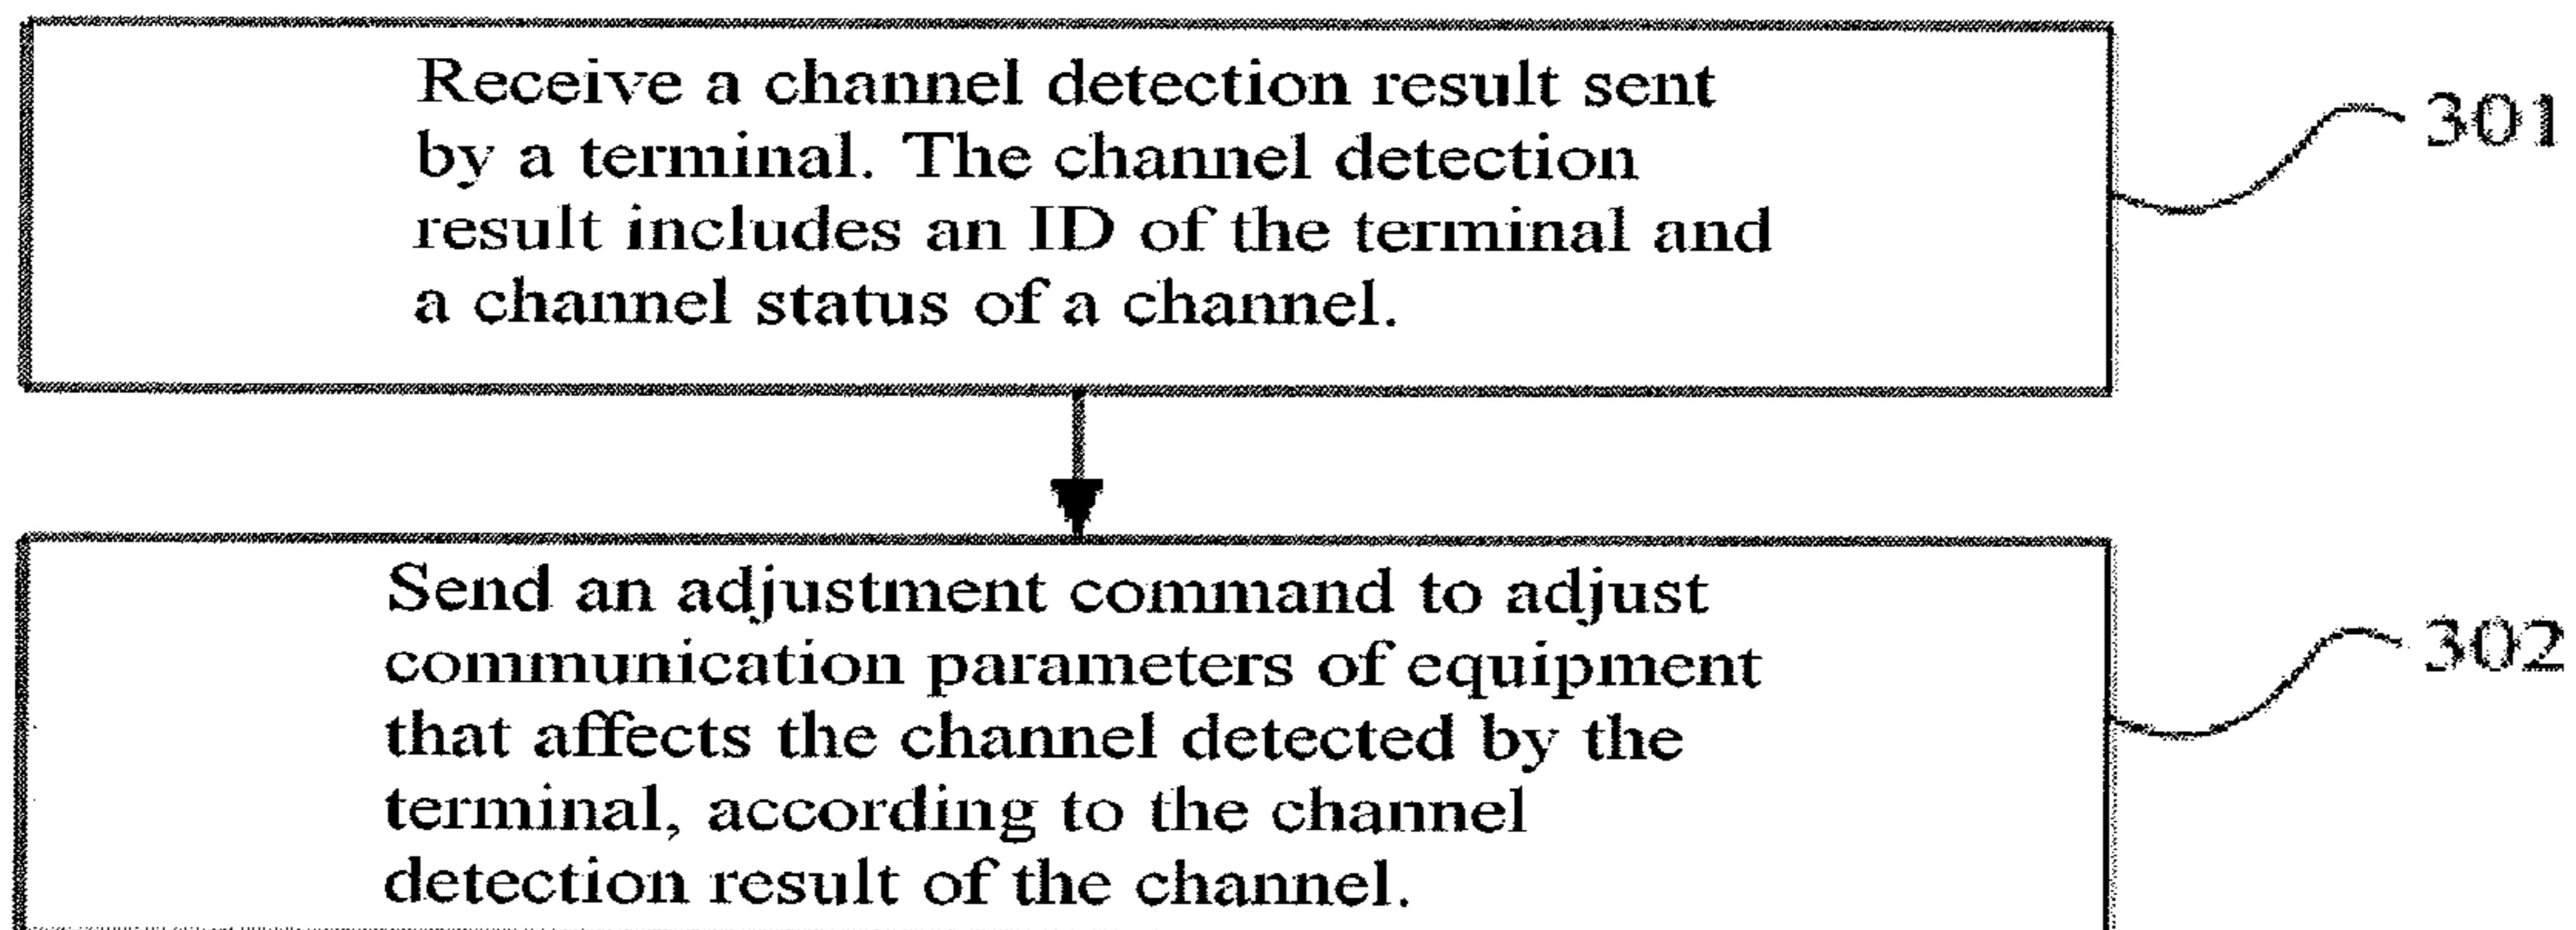 Receive a channel detection result sent
by a terminal. The channel detection
result includes an ID of the terminal and
a channel status of a channel.
301
Send an adjustment command to adjust
communication parameters of equipment
that affects the channel detected by the
terminal, according to the channel
detection result of the channel.
302